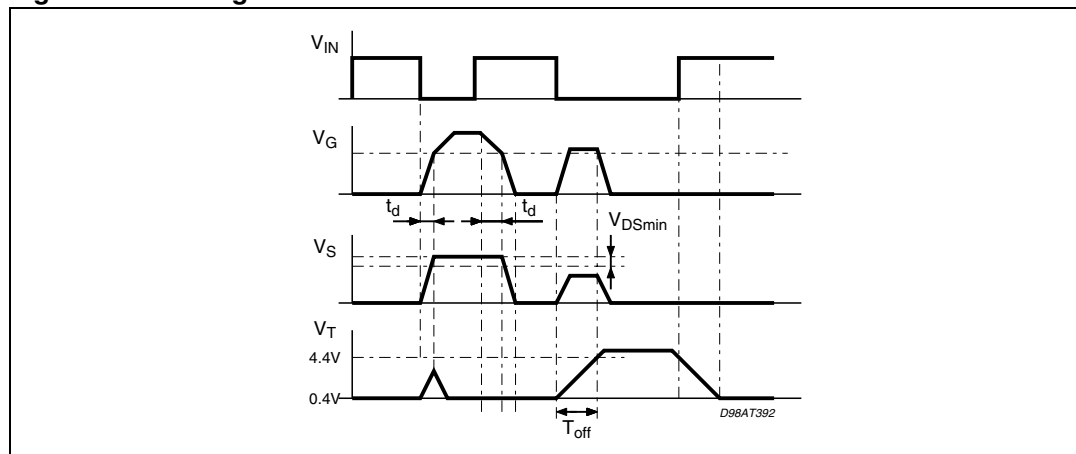 V_IN
V_G
t_d
t_d
V_DSmin
V_S
V_T
4.4V
0.4V
D98AT392
T_off